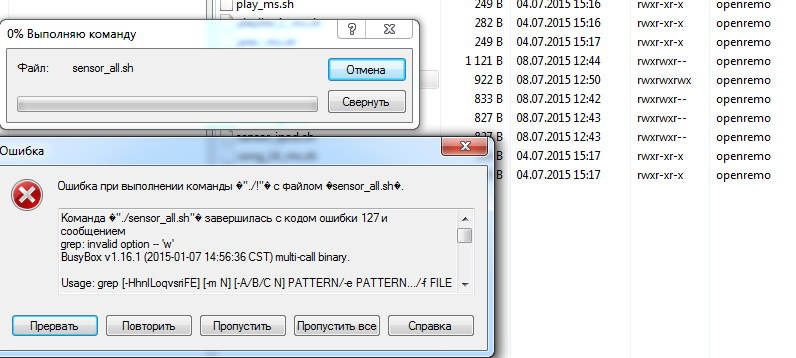 play_ms.sh 249 B 04.07.2015 15:16 rwxr-xr-x openremo
282 B 04.07.2015 15:16 rwxr-xr-x openremo
249 B 04.07.2015 15:17 rwxr-xr-x openremo
1 121 B 08.07.2015 12:44 rwxrwxr-- openremo
922 B 08.07.2015 12:50 rwxrwxrwx openremo
833 B 08.07.2015 12:42 rwxrwxr-- openremo
827 B 08.07.2015 12:43 rwxrwxr-- openremo
sensor_ipod.sh 827 B 08.07.2015 12:43 rwxrwxr-- openremo
B 04.07.2015 15:17 rwxr-xr-x openremo
B 04.07.2015 15:17 rwxr-xr-x openremo
0% Выполняю команду
Файл: sensor_all.sh
Отмена
Свернуть
Ошибка
Ошибка при выполнении команды �"./!"� с файлом �sensor_all.sh�.
Команда �"./sensor_all.sh"� завершилась с кодом ошибки 127 и
сообщением
grep: invalid option -- 'w'
BusyBox v1.16.1 (2015-01-07 14:56:36 CST) multi-call binary.
Usage: grep [-HhnlLoqvsriFE] [-m N] [-A/B/C N] PATTERN/-e PATTERN.../-f FILE
Прервать Повторить Пропустить Пропустить все Справка